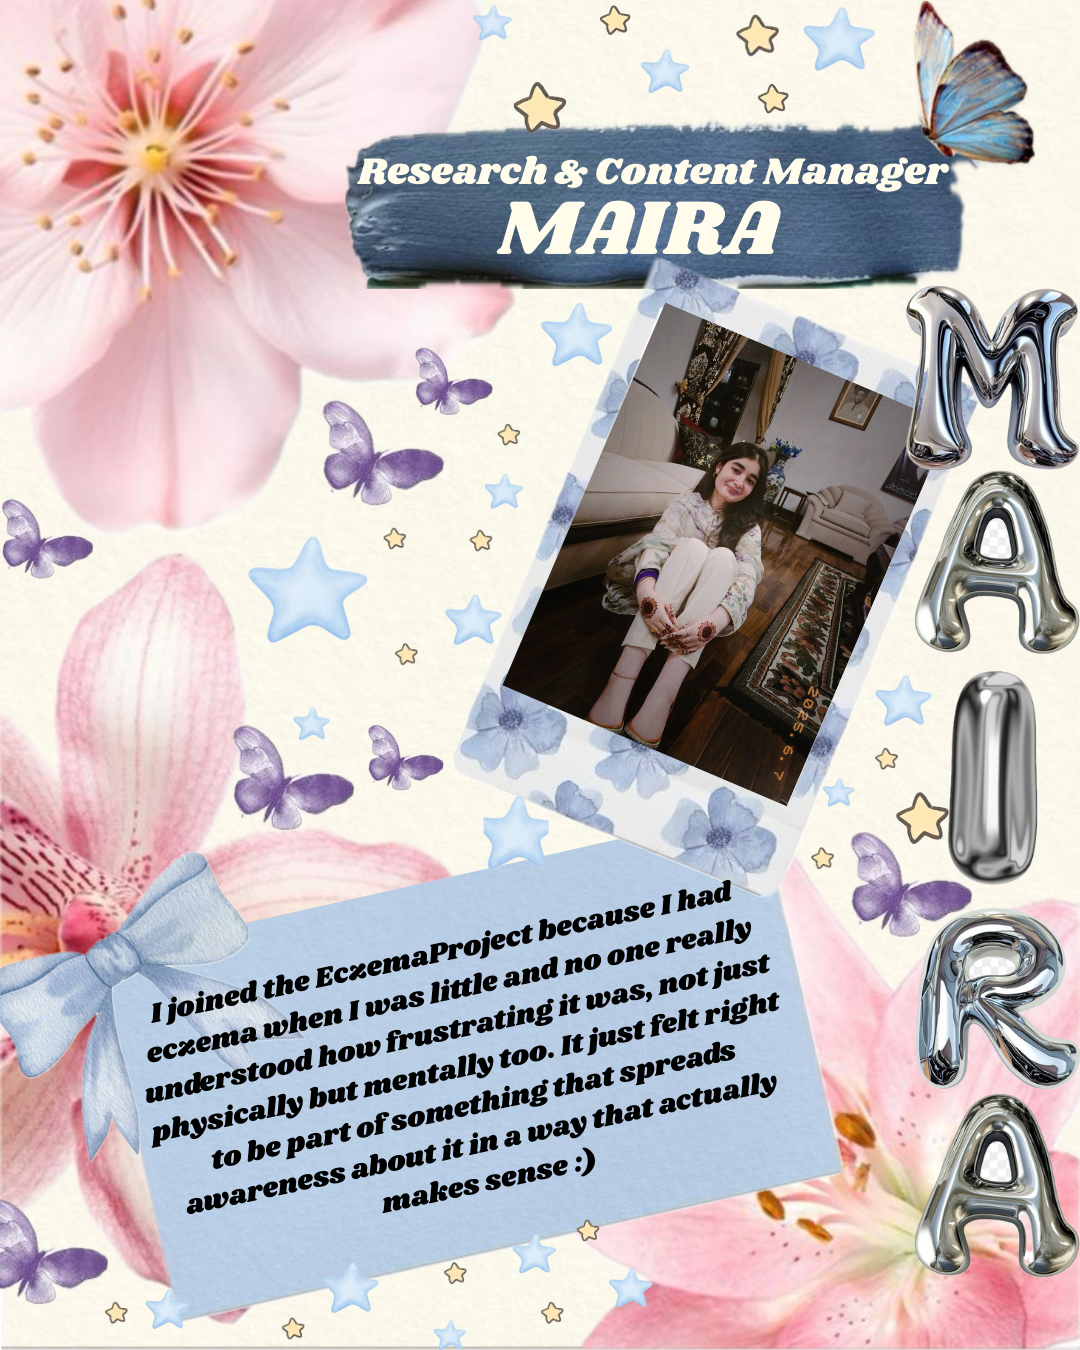 Research & Content Manager
MAIRA
M
A
I
R
A
2025. 6. 7
I joined the EczemaProject because I had
eczema when I was little and no one really
understood how frustrating it was, not just
physically but mentally too. It just felt right
to be part of something that spreads
awareness about it in a way that actually
makes sense :)